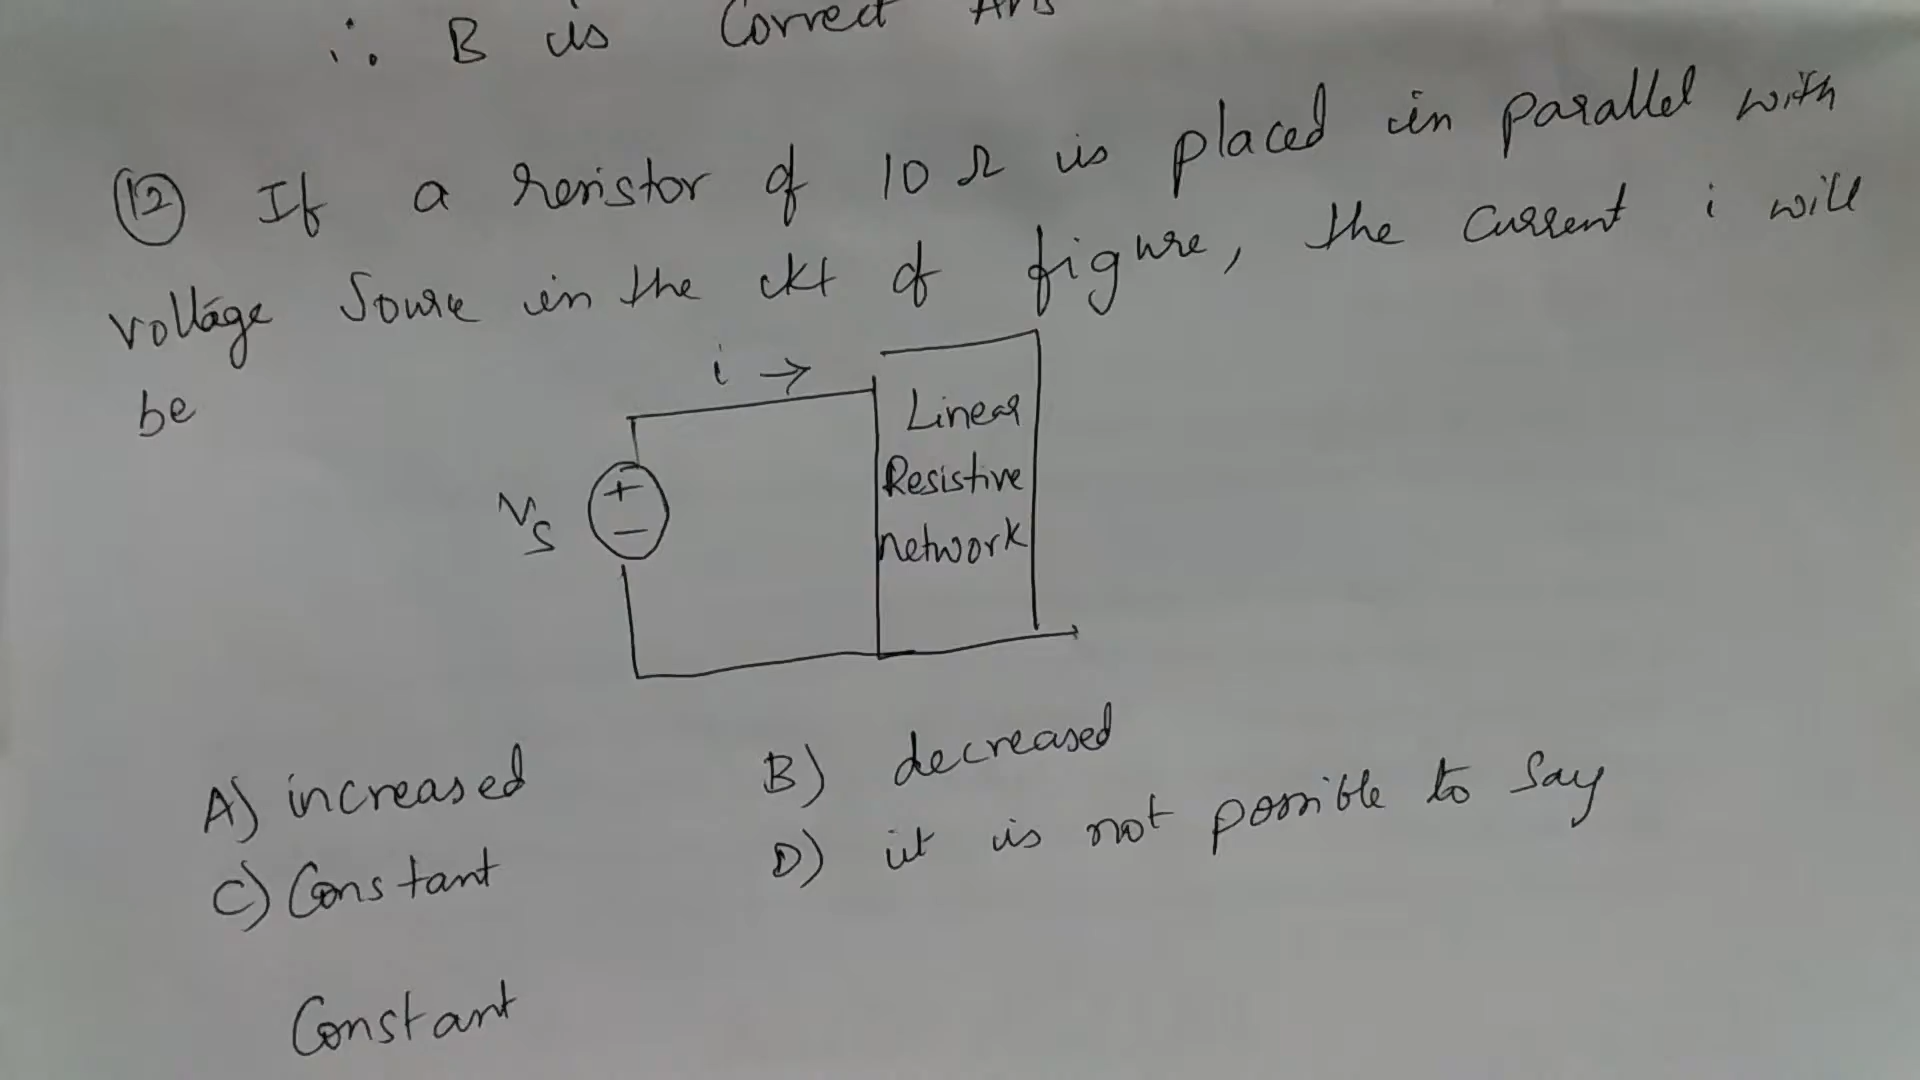 ∴ B is Correct Ans
(12) If a resistor of 10 Ω is placed in parallel with
voltage Source in the ckt of figure, the current i will
be
i →
Linear
Resistive
network
+
Vs
−
A) increased B) decreased
C) Constant D) it is not possible to say
Constant